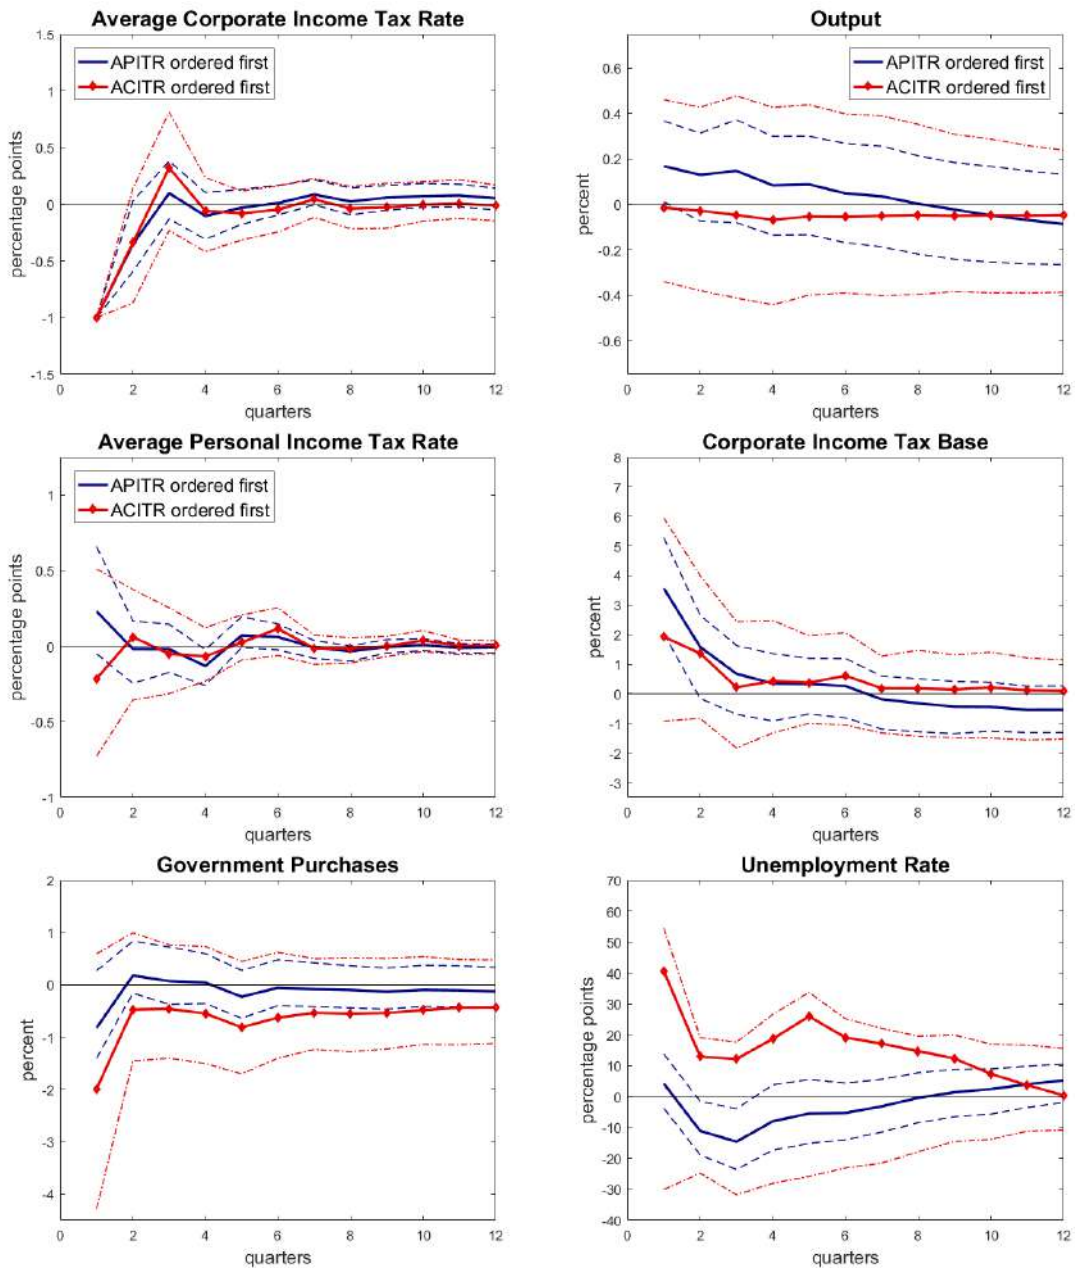 Average Corporate Income Tax Rate
1.5
1
0.5
0
-0.5
-1
-1.5
percentage points
APITR ordered first
ACITR ordered first
0 2 4 6 8 10 12
quarters
Output
0.6
0.4
0.2
0
-0.2
-0.4
-0.6
percent
APITR ordered first
ACITR ordered first
0 2 4 6 8 10 12
quarters
Average Personal Income Tax Rate
1
0.5
0
-0.5
-1
percentage points
APITR ordered first
ACITR ordered first
0 2 4 6 8 10 12
quarters
Corporate Income Tax Base
8
7
6
5
4
3
2
1
0
-1
-2
-3
percent
0 2 4 6 8 10 12
quarters
Government Purchases
2
1
0
-1
-2
-3
-4
percent
0 2 4 6 8 10 12
quarters
Unemployment Rate
70
60
50
40
30
20
10
0
-10
-20
-30
-40
percentage points
0 2 4 6 8 10 12
quarters